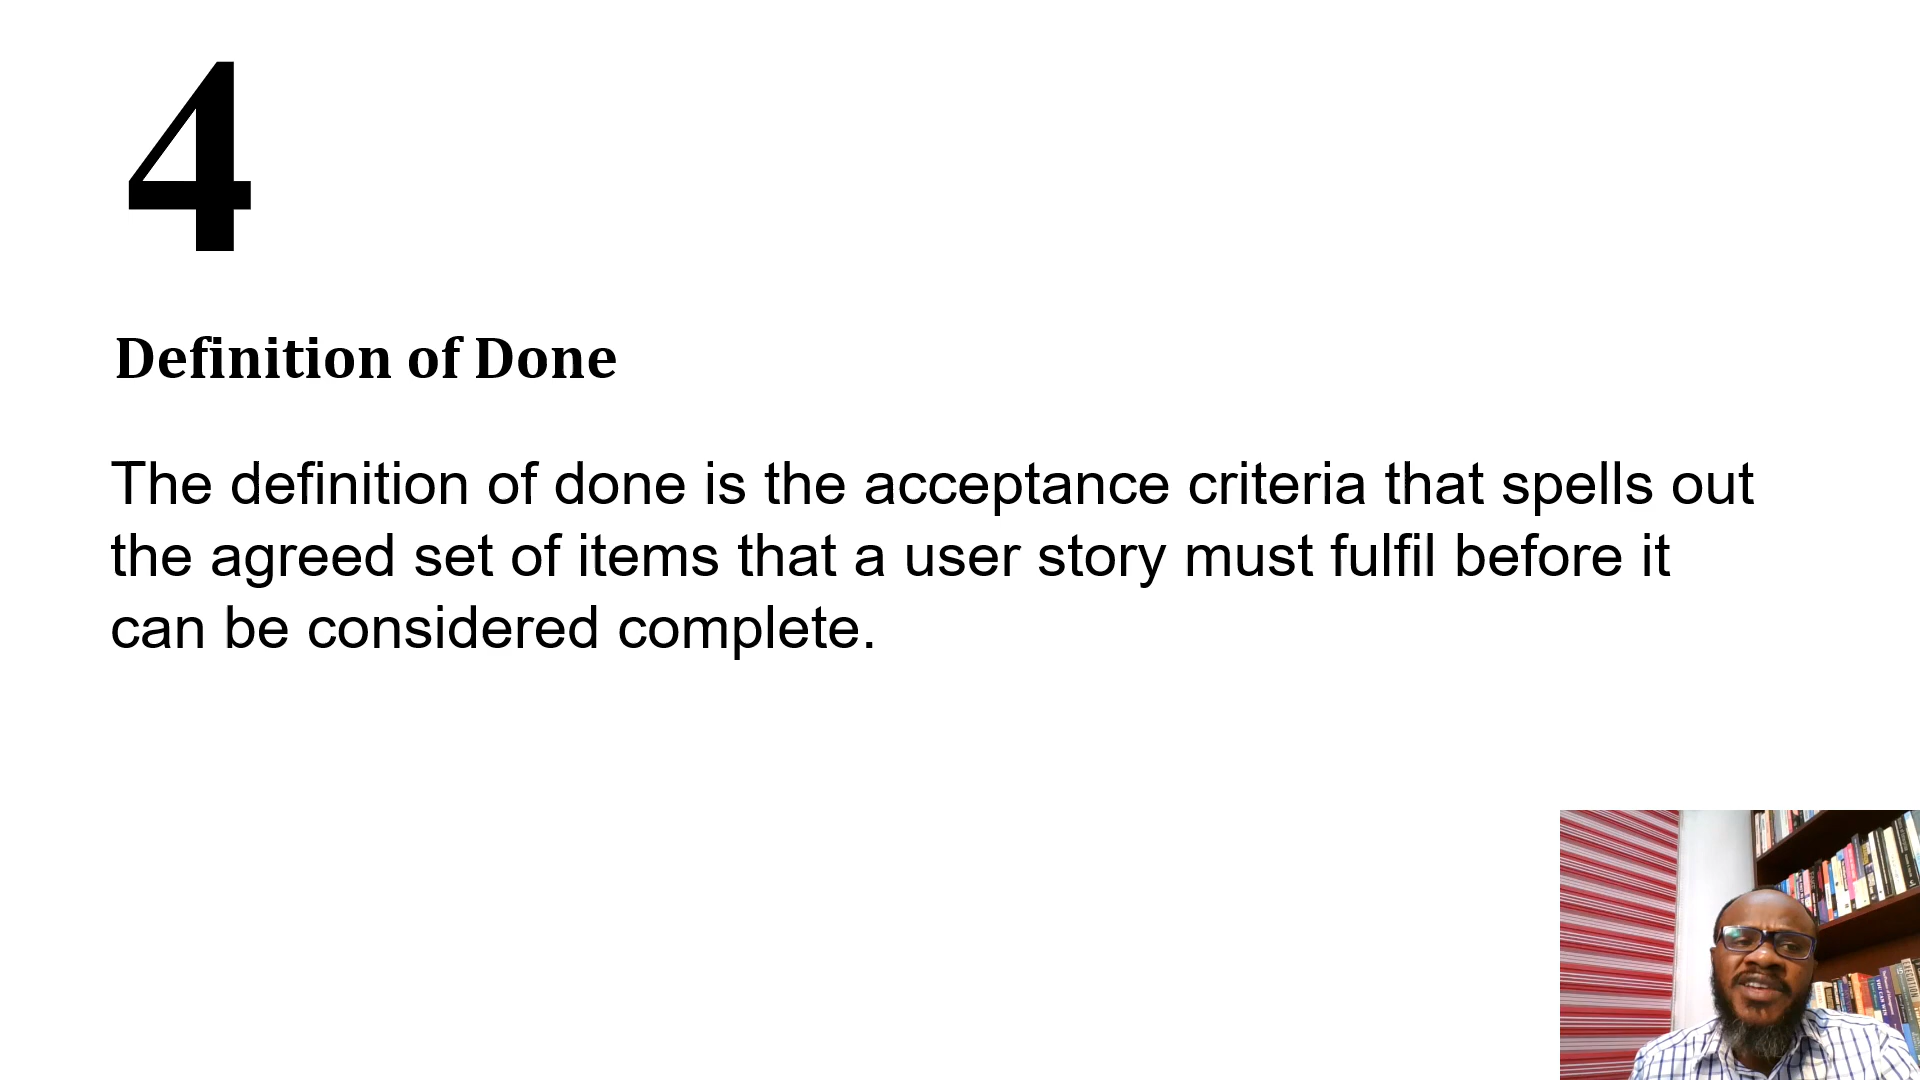 4
Definition of Done
The definition of done is the acceptance criteria that spells out
the agreed set of items that a user story must fulfil before it
can be considered complete.